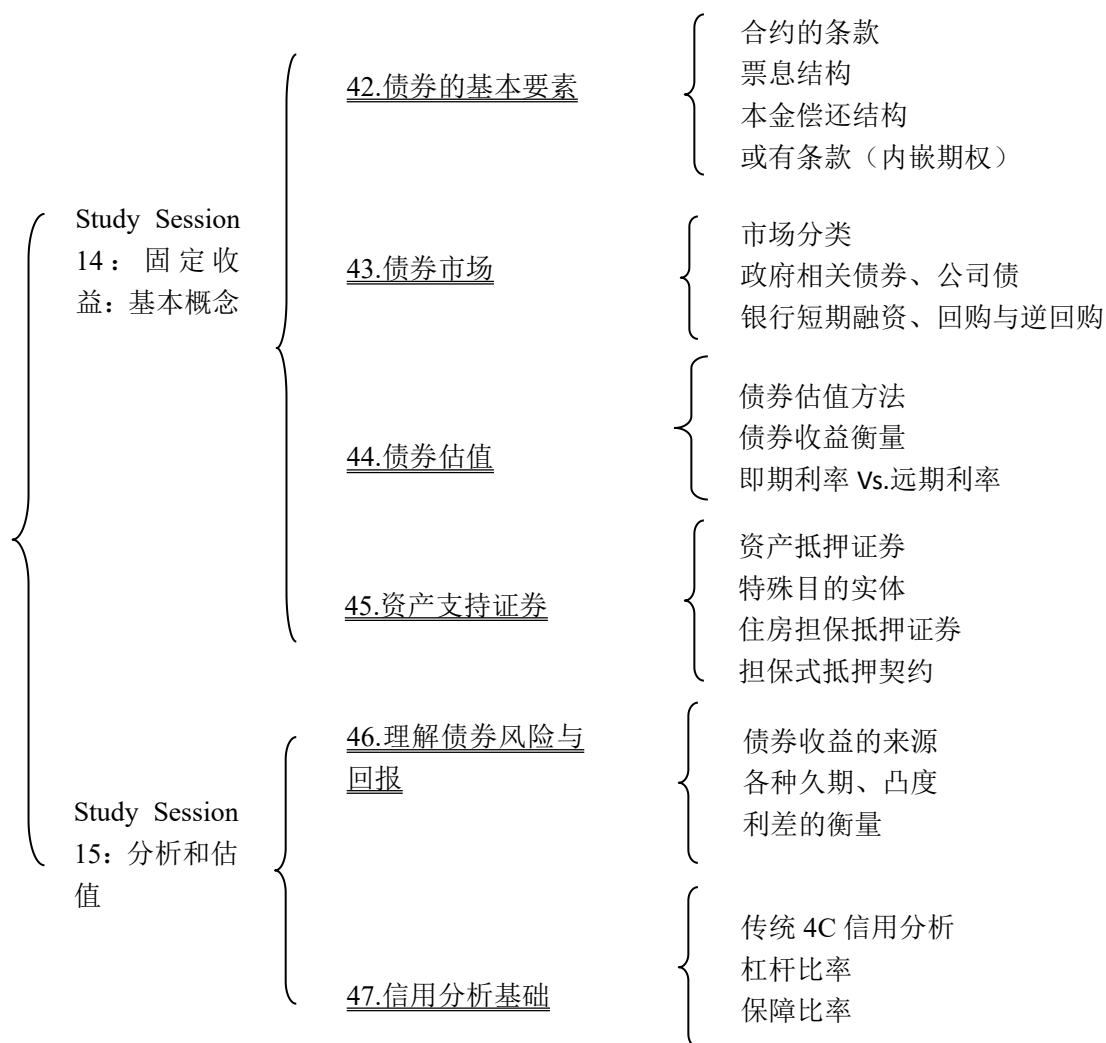 Study Session
14：固定收
益：基本概念
42.债券的基本要素
合约的条款
票息结构
本金偿还结构
或有条款（内嵌期权）
43.债券市场
市场分类
政府相关债券、公司债
银行短期融资、回购与逆回购
44.债券估值
债券估值方法
债券收益衡量
即期利率 Vs.远期利率
45.资产支持证券
资产抵押证券
特殊目的实体
住房担保抵押证券
担保式抵押契约
Study Session
15：分析和估
值
46.理解债券风险与
回报
债券收益的来源
各种久期、凸度
利差的衡量
47.信用分析基础
传统 4C 信用分析
杠杆比率
保障比率